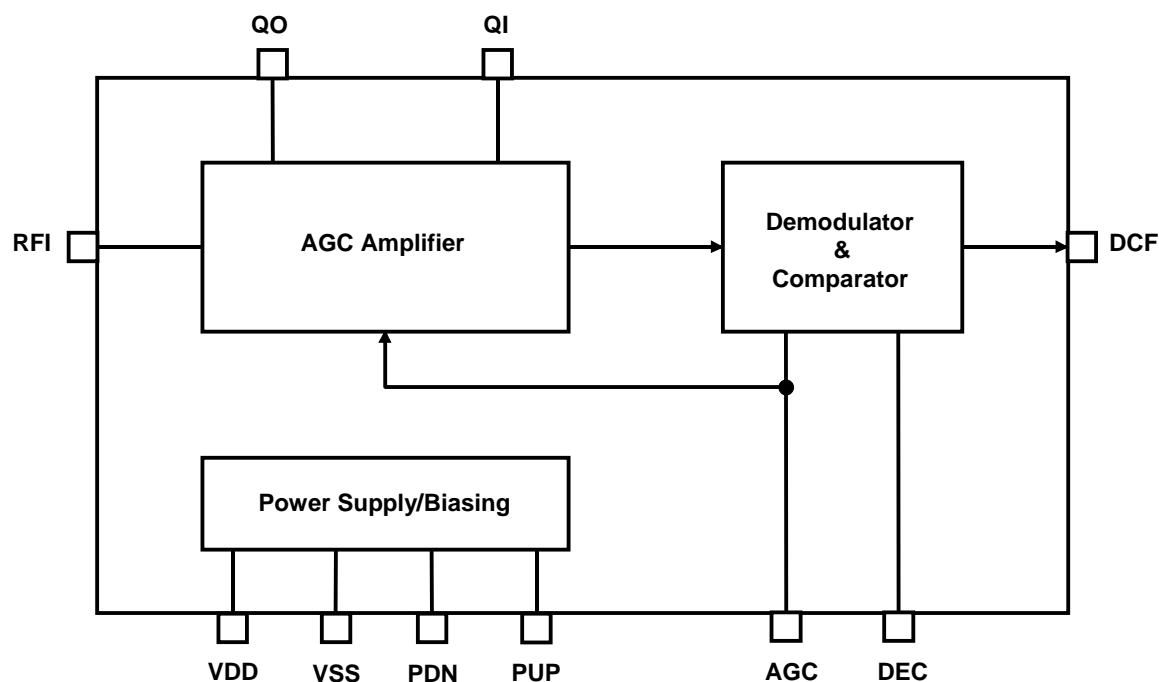 QO
QI
RFI
AGC Amplifier
Demodulator
&
Comparator
DCF
Power Supply/Biasing
VDD
VSS
PDN
PUP
AGC
DEC